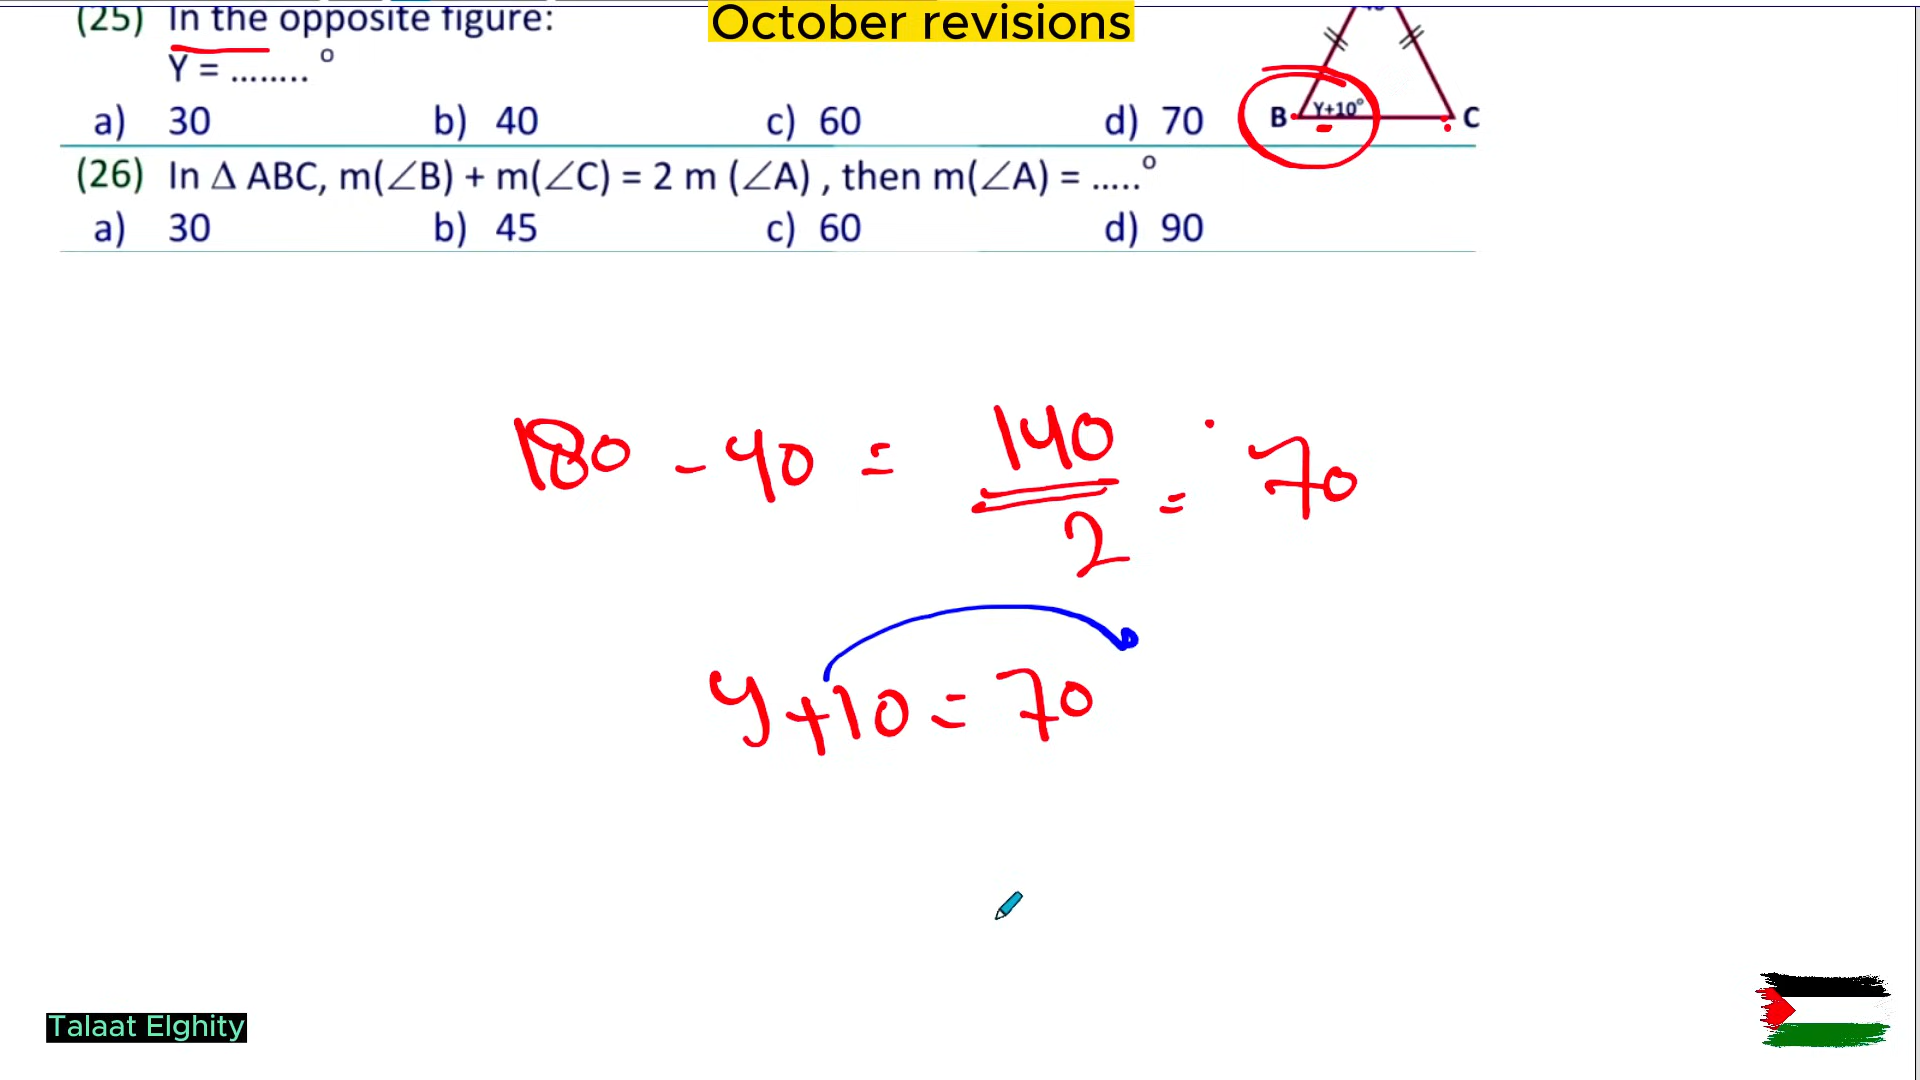 October revisions
(25) In the opposite figure:
Y = ........ °
a) 30 b) 40 c) 60 d) 70
B Y+10° C
(26) In Δ ABC, m(∠B) + m(∠C) = 2 m (∠A) , then m(∠A) = .....°
a) 30 b) 45 c) 60 d) 90
180 - 40 = 140/2 = 70
y + 10 = 70
Talaat Elghity